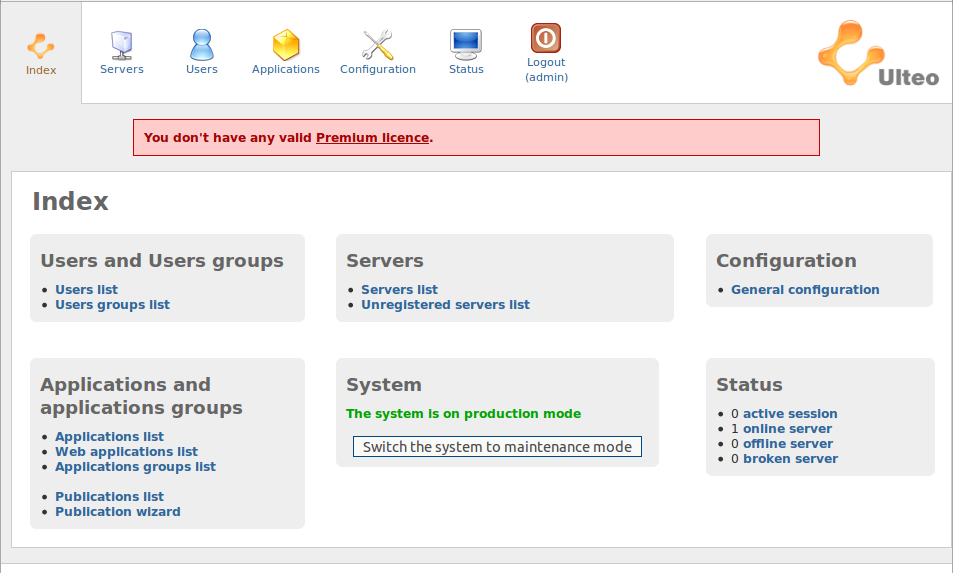 Index
Servers
Users
Applications
Configuration
Status
Logout
(admin)
Ulteo
You don't have any valid Premium licence.
Index
Users and Users groups
Users list
Users groups list
Servers
Servers list
Unregistered servers list
Configuration
General configuration
Applications and
applications groups
Applications list
Web applications list
Applications groups list
Publications list
Publication wizard
System
The system is on production mode
Switch the system to maintenance mode
Status
0 active session
1 online server
0 offline server
0 broken server